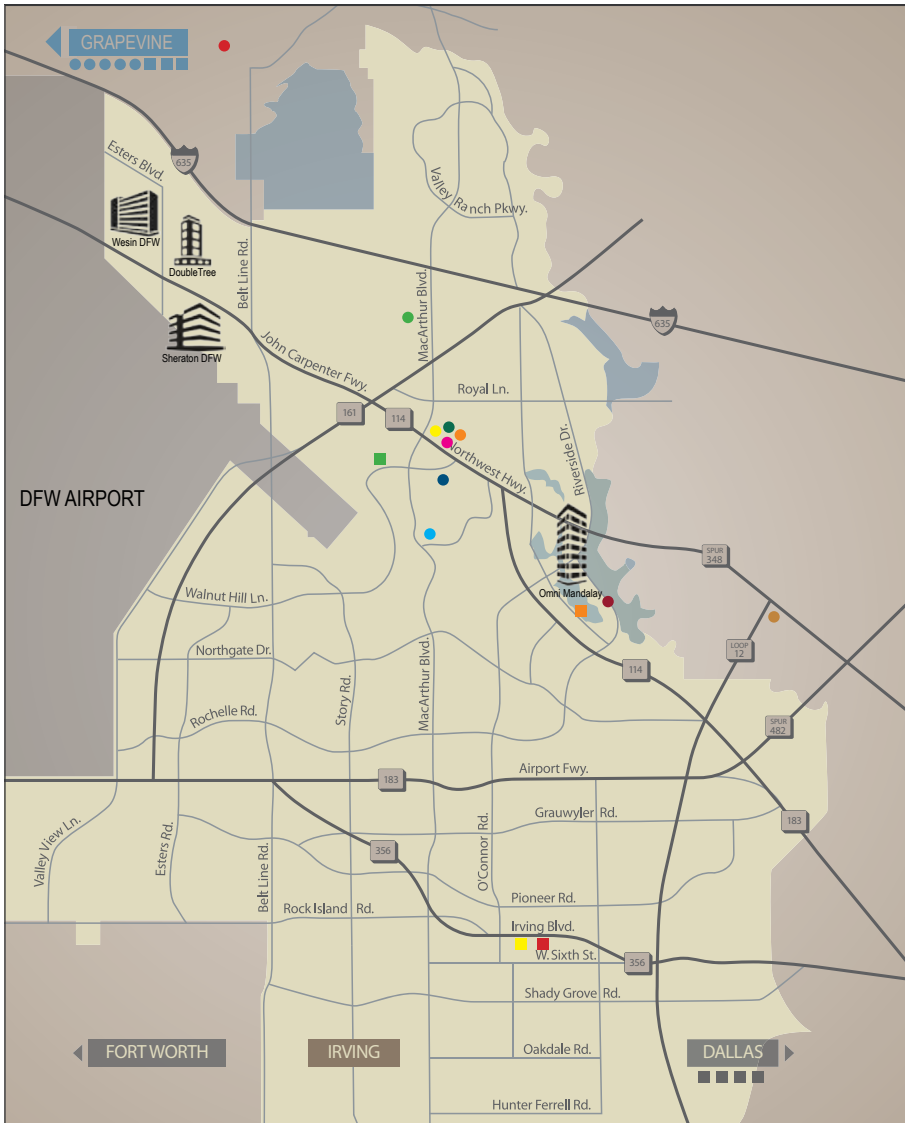 GRAPEVINE
635
Esters Blvd.
Valley Ranch Pkwy.
Wesin DFW
DoubleTree
Belt Line Rd.
MacArthur Blvd.
635
Sheraton DFW
John Carpenter Fwy.
Royal Ln.
161
114
Northwest Hwy.
Riverside Dr.
DFW AIRPORT
SPUR
348
Omni Mandalay
Walnut Hill Ln.
LOOP
12
Northgate Dr.
114
Story Rd.
MacArthur Blvd.
Rochelle Rd.
SPUR
482
Airport Fwy.
183
Grauwyler Rd.
183
Valley View Ln.
Esters Rd.
Belt Line Rd.
356
O'Connor Rd.
Pioneer Rd.
Rock Island Rd.
Irving Blvd.
W. Sixth St.
356
Shady Grove Rd.
FORT WORTH
IRVING
Oakdale Rd.
DALLAS
Hunter Ferrell Rd.